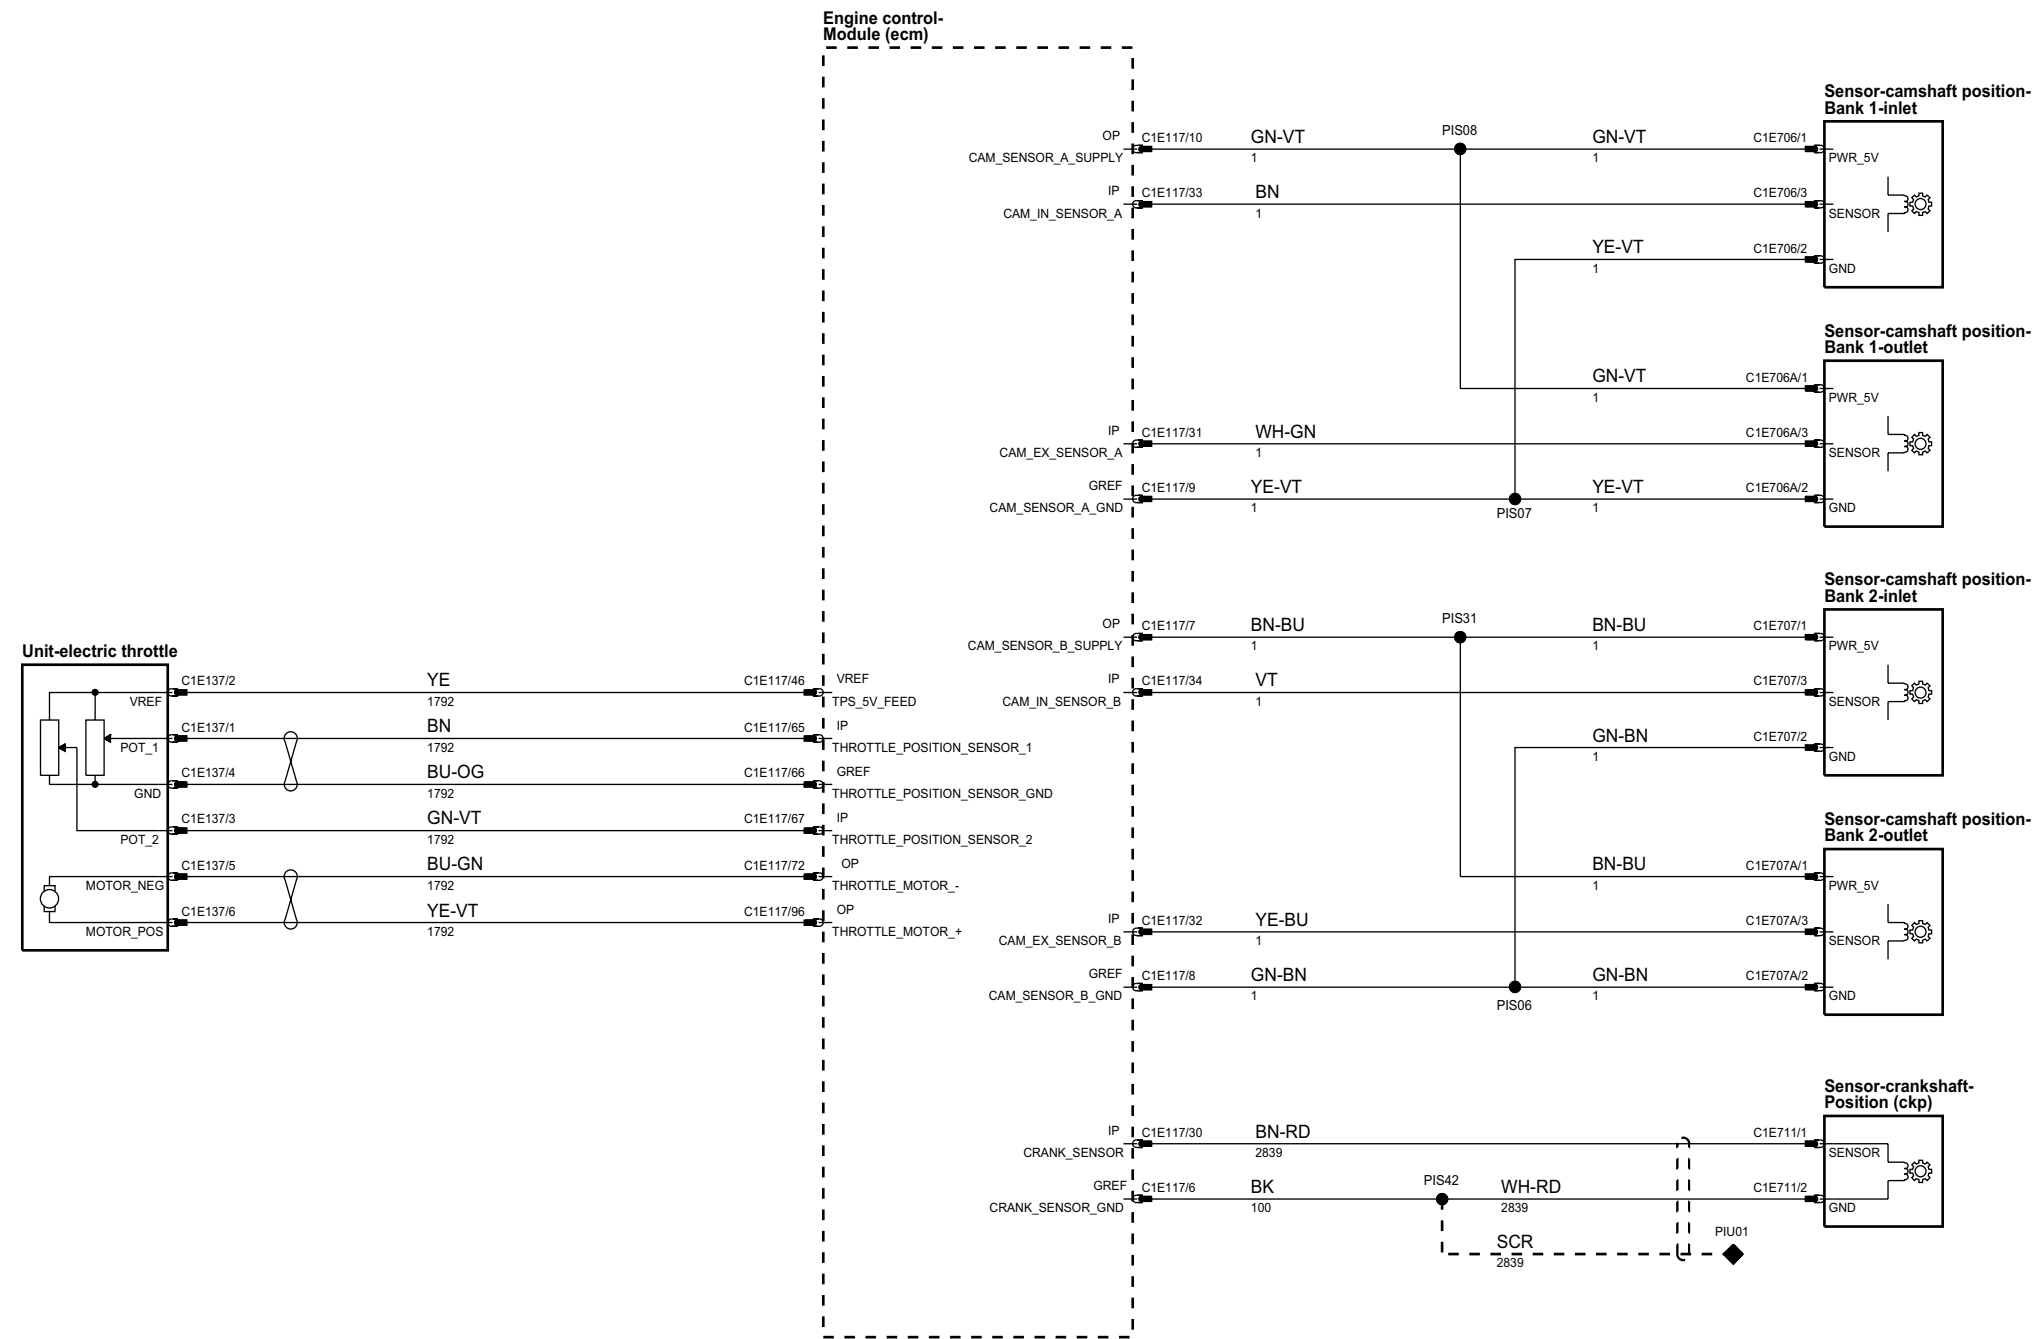 Engine control-
Module (ecm)
Unit-electric throttle
C1E137/2 YE C1E117/46 VREF
VREF 1792 TPS_5V_FEED
C1E137/1 BN C1E117/65 IP
POT_1 1792 THROTTLE_POSITION_SENSOR_1
C1E137/4 BU-OG C1E117/66 GREF
GND 1792 THROTTLE_POSITION_SENSOR_GND
C1E137/3 GN-VT C1E117/67 IP
POT_2 1792 THROTTLE_POSITION_SENSOR_2
C1E137/5 BU-GN C1E117/72 OP
MOTOR_NEG 1792 THROTTLE_MOTOR_-
C1E137/6 YE-VT C1E117/96 OP
MOTOR_POS 1792 THROTTLE_MOTOR_+
Sensor-camshaft position-
Bank 1-inlet
OP C1E117/10 GN-VT PIS08 GN-VT C1E706/1
CAM_SENSOR_A_SUPPLY 1 1 PWR_5V
IP C1E117/33 BN C1E706/3
CAM_IN_SENSOR_A 1 SENSOR
YE-VT C1E706/2
1 GND
Sensor-camshaft position-
Bank 1-outlet
GN-VT C1E706A/1
1 PWR_5V
IP C1E117/31 WH-GN C1E706A/3
CAM_EX_SENSOR_A 1 SENSOR
GREF C1E117/9 YE-VT YE-VT C1E706A/2
CAM_SENSOR_A_GND 1 PIS07 1 GND
Sensor-camshaft position-
Bank 2-inlet
OP C1E117/7 BN-BU PIS31 BN-BU C1E707/1
CAM_SENSOR_B_SUPPLY 1 1 PWR_5V
IP C1E117/34 VT C1E707/3
CAM_IN_SENSOR_B 1 SENSOR
GN-BN C1E707/2
1 GND
Sensor-camshaft position-
Bank 2-outlet
BN-BU C1E707A/1
1 PWR_5V
IP C1E117/32 YE-BU C1E707A/3
CAM_EX_SENSOR_B 1 SENSOR
GREF C1E117/8 GN-BN GN-BN C1E707A/2
CAM_SENSOR_B_GND 1 PIS06 1 GND
Sensor-crankshaft-
Position (ckp)
IP C1E117/30 BN-RD C1E711/1
CRANK_SENSOR 2839 SENSOR
GREF C1E117/6 BK PIS42 WH-RD C1E711/2
CRANK_SENSOR_GND 100 2839 GND
SCR PIU01
2839